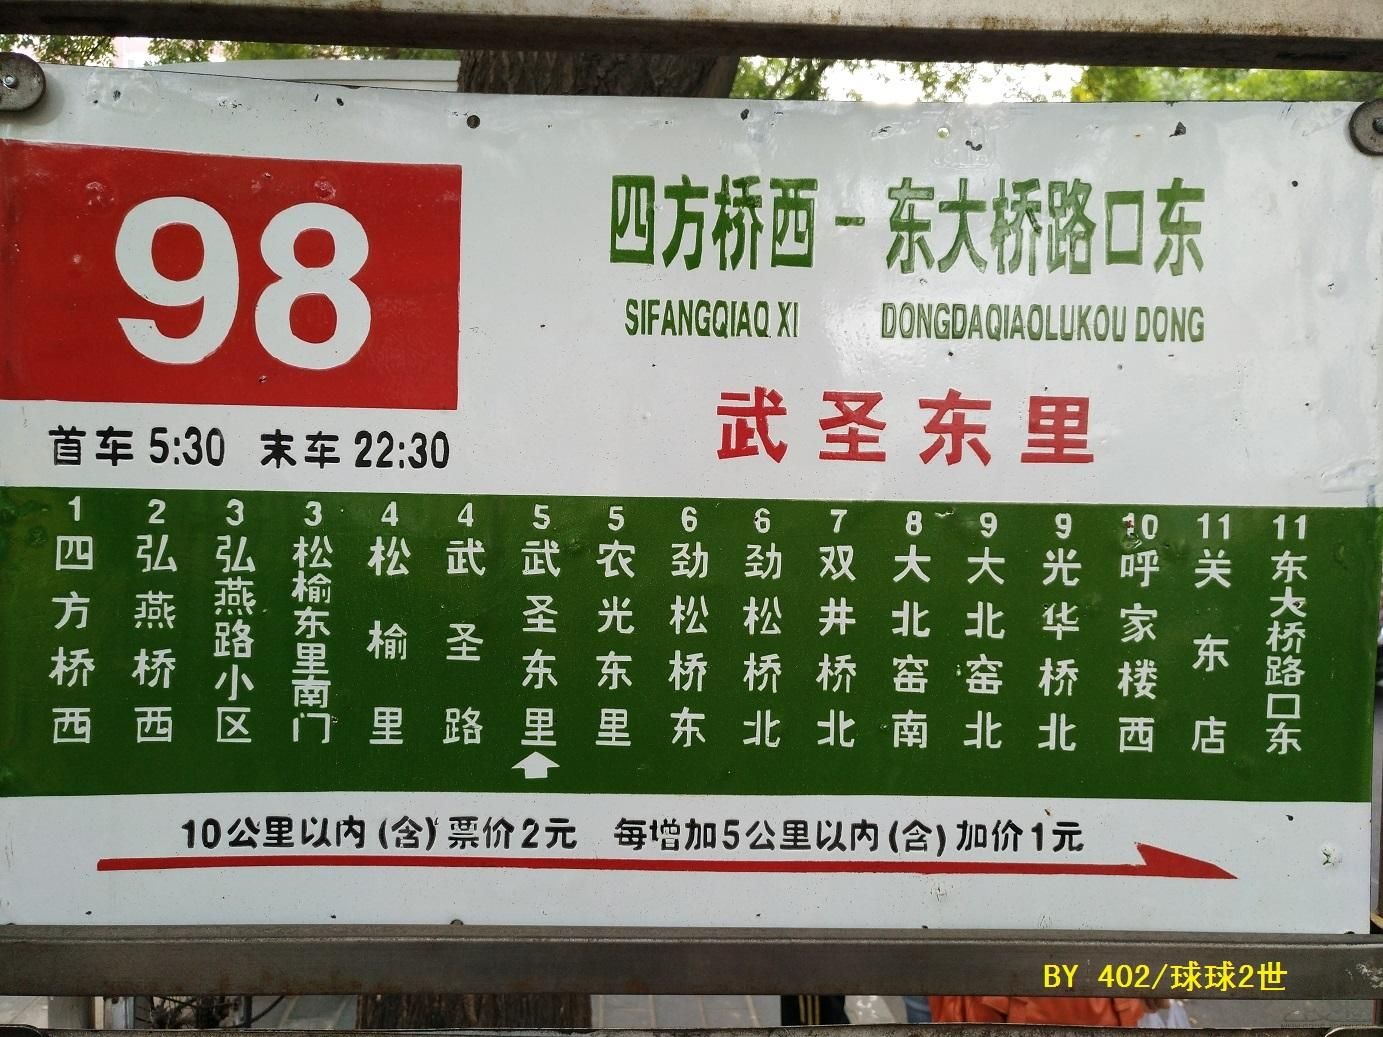 98
四方桥西－东大桥路口东
SIFANGQIAO XI DONGDAQIAOLUKOU DONG
武圣东里
首车 5:30 末车 22:30
1 四方桥西
2 弘燕桥西
3 弘燕路小区
3 松榆东里南门
4 松榆里
4 武圣路
5 武圣东里
5 农光东里
6 劲松桥东
6 劲松桥北
7 双井桥北
8 大北窑南
9 大北窑北
9 光华桥北
10 呼家楼西
11 关东店
11 东大桥路口东
10公里以内(含)票价2元 每增加5公里以内(含)加价1元
BY 402/球球2世